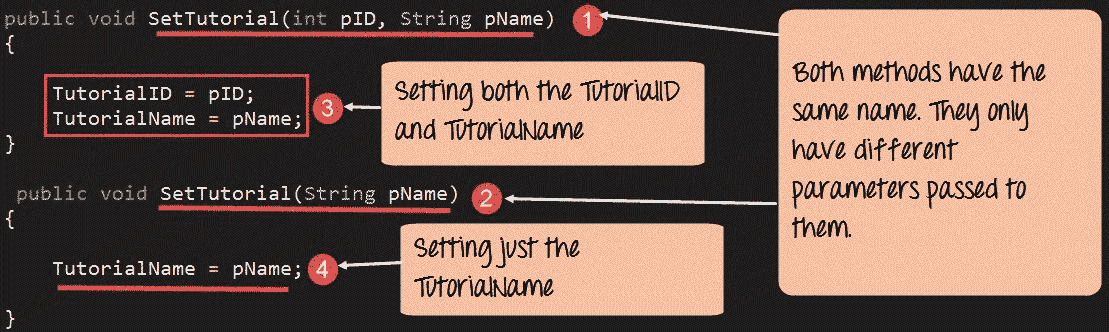 public void SetTutorial(int pID, String pName)
1
{
Both methods have the
same name. They only
have different
parameters passed to
them.
TutorialID = pID;
TutorialName = pName;
3
Setting both the TutorialID
and TutorialName
}
public void SetTutorial(String pName)
2
{
TutorialName = pName;
4
Setting just the
TutorialName
}